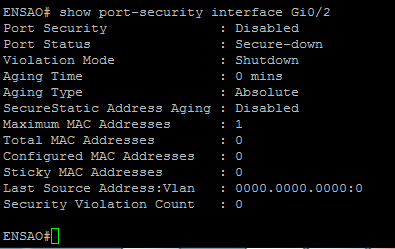 ENSAO# show port-security interface Gi0/2
Port Security              : Disabled
Port Status                : Secure-down
Violation Mode             : Shutdown
Aging Time                 : 0 mins
Aging Type                 : Absolute
SecureStatic Address Aging : Disabled
Maximum MAC Addresses      : 1
Total MAC Addresses        : 0
Configured MAC Addresses   : 0
Sticky MAC Addresses       : 0
Last Source Address:Vlan   : 0000.0000.0000:0
Security Violation Count   : 0
ENSAO#